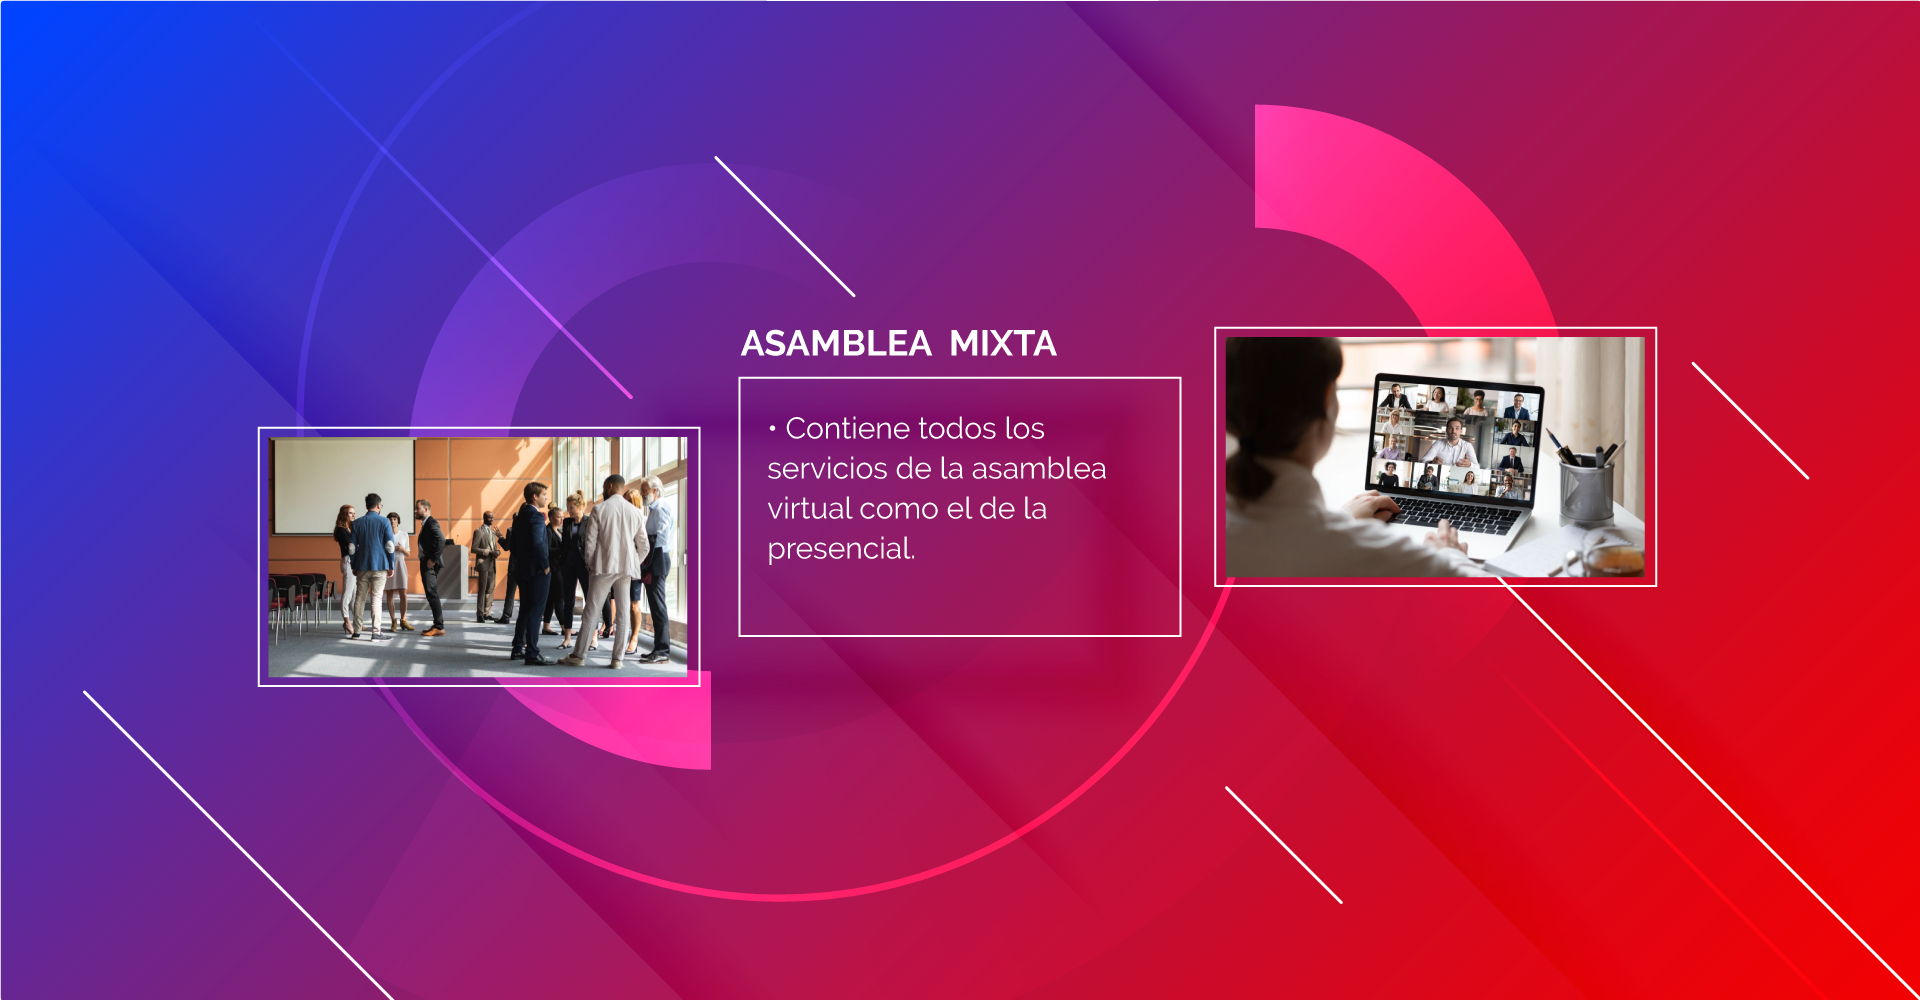 ASAMBLEA MIXTA
• Contiene todos los
servicios de la asamblea
virtual como el de la
presencial.